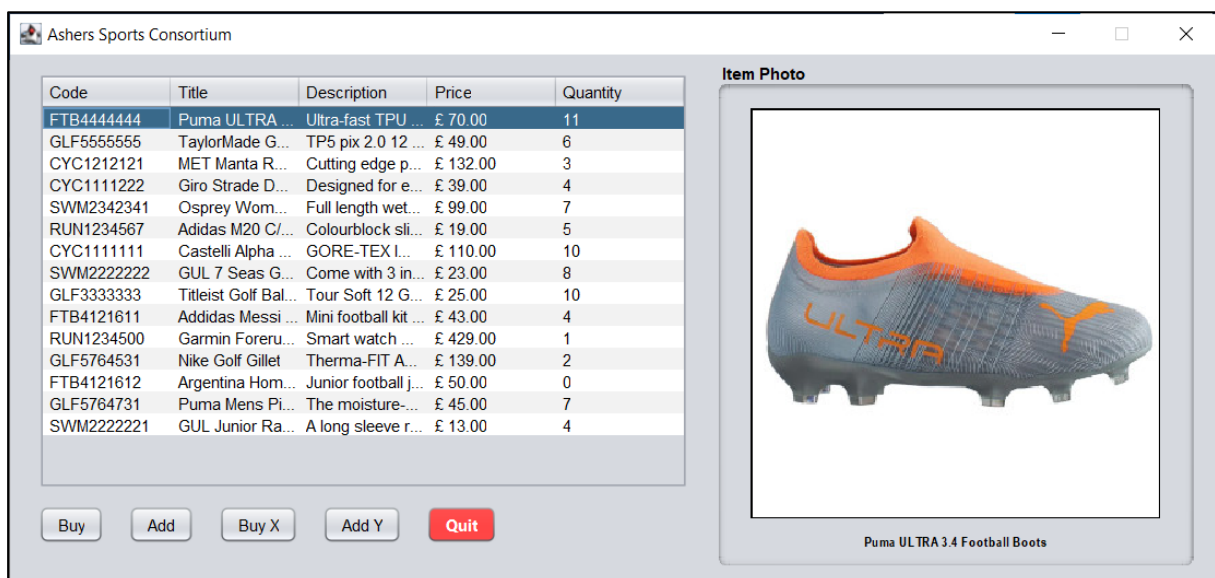 Ashers Sports Consortium
Item Photo
Code Title Description Price Quantity
FTB4444444 Puma ULTRA ... Ultra-fast TPU ... £ 70.00 11
GLF5555555 TaylorMade G... TP5 pix 2.0 12 ... £ 49.00 6
CYC1212121 MET Manta R... Cutting edge p... £ 132.00 3
CYC1111222 Giro Strade D... Designed for e... £ 39.00 4
SWM2342341 Osprey Wom... Full length wet... £ 99.00 7
RUN1234567 Adidas M20 C/... Colourblock sli... £ 19.00 5
CYC1111111 Castelli Alpha ... GORE-TEX I... £ 110.00 10
SWM2222222 GUL 7 Seas G... Come with 3 in... £ 23.00 8
GLF3333333 Titleist Golf Bal... Tour Soft 12 G... £ 25.00 10
FTB4121611 Addidas Messi ... Mini football kit ... £ 43.00 4
RUN1234500 Garmin Foreru... Smart watch ... £ 429.00 1
GLF5764531 Nike Golf Gillet Therma-FIT A... £ 139.00 2
FTB4121612 Argentina Hom... Junior football j... £ 50.00 0
GLF5764731 Puma Mens Pi... The moisture-... £ 45.00 7
SWM2222221 GUL Junior Ra... A long sleeve r... £ 13.00 4
ULTRA
Buy Add Buy X Add Y Quit
Puma ULTRA 3.4 Football Boots